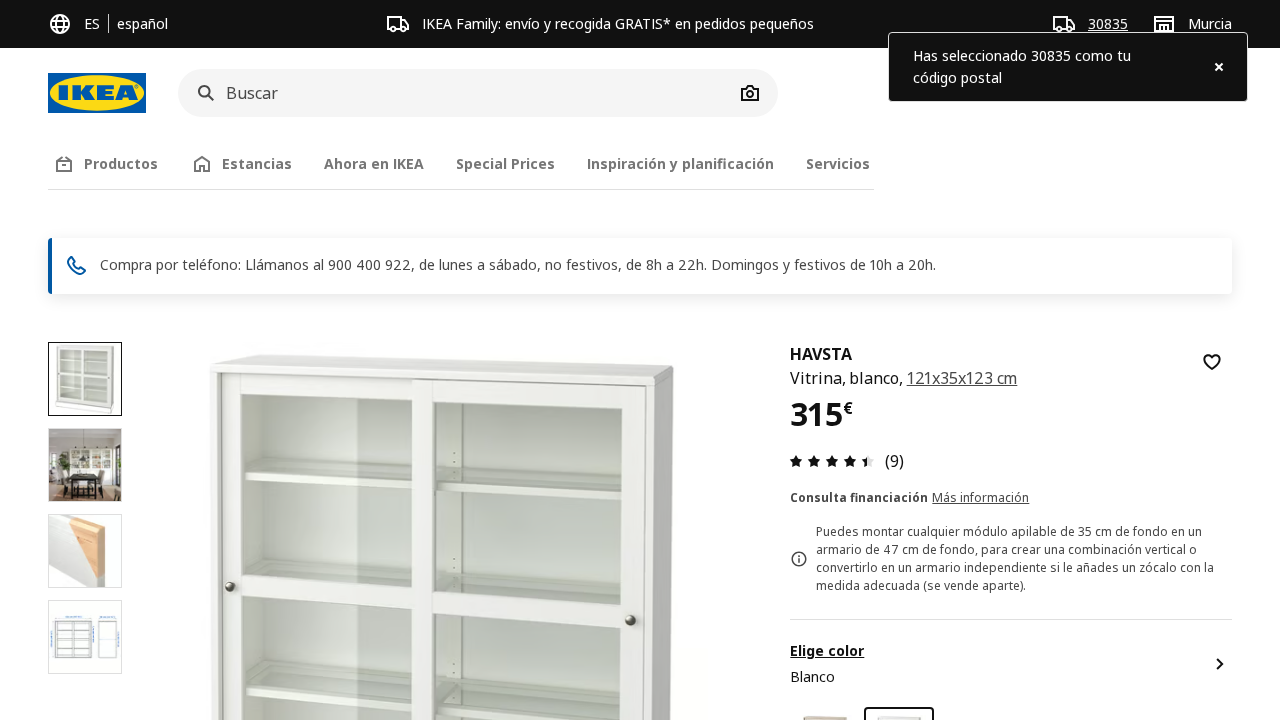 ES español
IKEA Family: envío y recogida GRATIS* en pedidos pequeños
30835
Murcia
Has seleccionado 30835 como tu
código postal
IKEA
Buscar
Productos
Estancias
Ahora en IKEA
Special Prices
Inspiración y planificación
Servicios
Compra por teléfono: Llámanos al 900 400 922, de lunes a sábado, no festivos, de 8h a 22h. Domingos y festivos de 10h a 20h.
HAVSTA
Vitrina, blanco, 121x35x123 cm
315€
(9)
Consulta financiación Más información
Puedes montar cualquier módulo apilable de 35 cm de fondo en un
armario de 47 cm de fondo, para crear una combinación vertical o
convertirlo en un armario independiente si le añades un zócalo con la
medida adecuada (se vende aparte).
Elige color
Blanco